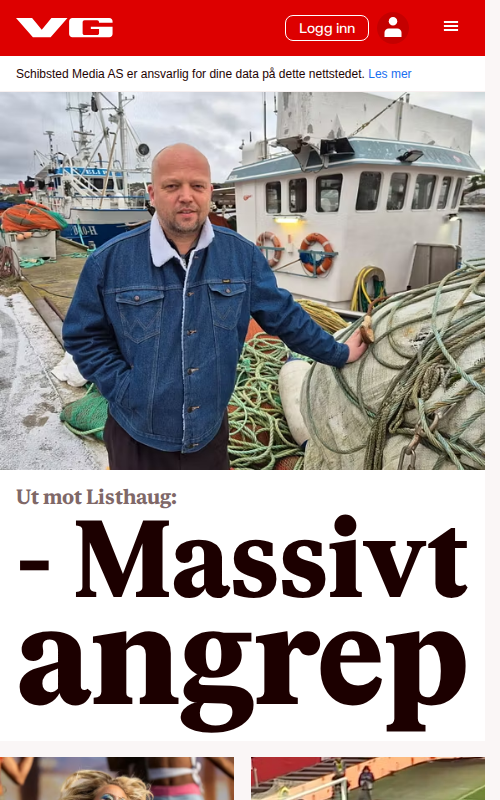 VG
Logg inn
Schibsted Media AS er ansvarlig for dine data på dette nettstedet. Les mer
Ut mot Listhaug:
- Massivt
angrep